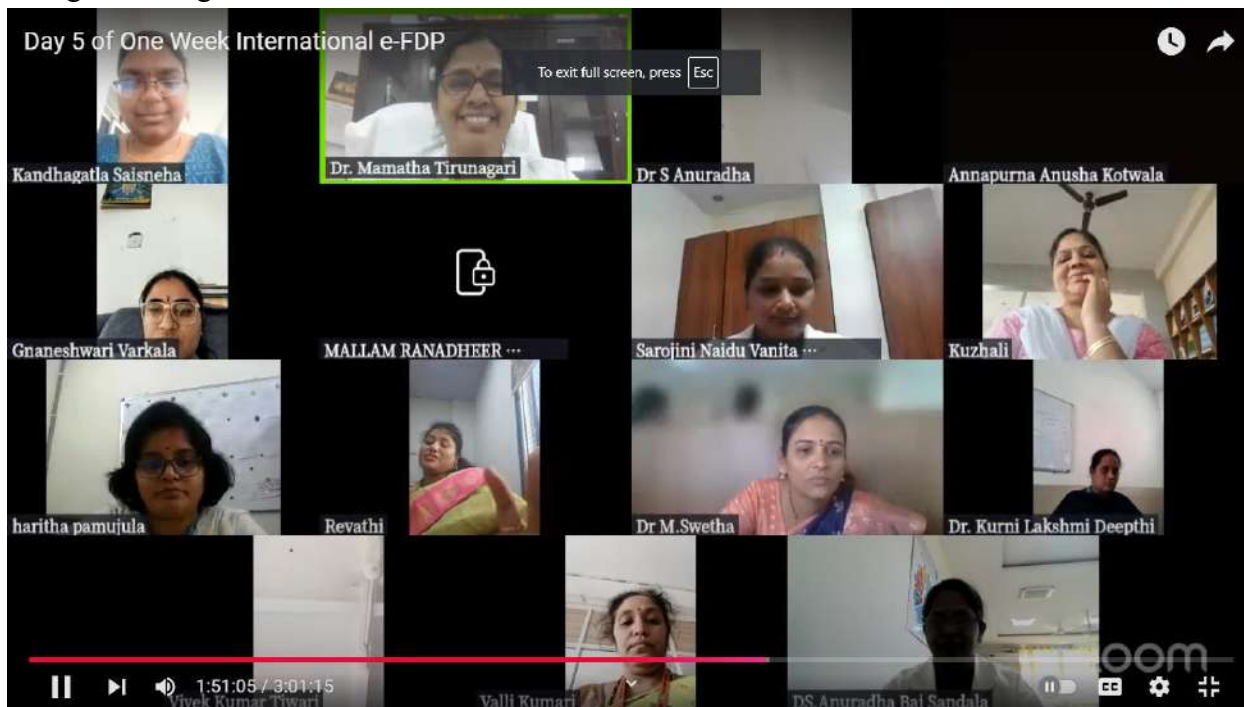 Day 5 of One Week International e-FDP
To exit full screen, press Esc
Kandhagatla Saisneha
Dr. Mamatha Tirunagari
Dr S Anuradha
Annapurna Anusha Kotwala
Gnaneshwari Varkala
MALLAM RANADHEER ...
Sarojini Naidu Vanita ...
Kuzhali
haritha pamujula
Revathi
Dr M.Swetha
Dr. Kurni Lakshmi Deepthi
zoom
1:51:05 / 3:01:15
CC
Vivek Kumar Tiwari
Valli Kumari
DS.Anuradha Bai Sandala